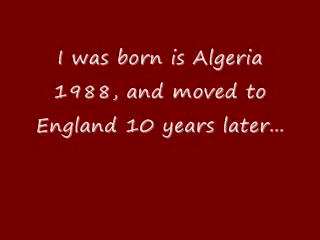 I was born is Algeria
1988, and moved to
England 10 years later...